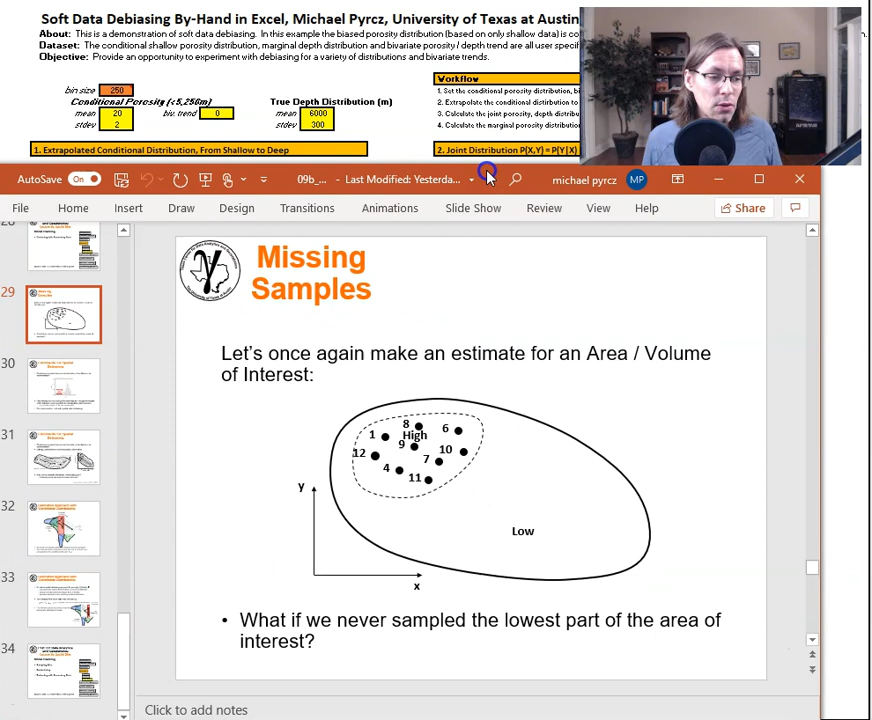 Soft Data Debiasing By-Hand in Excel, Michael Pyrcz, University of Texas at Austin
About: This is a demonstration of soft data debiasing. In this example the biased porosity distribution (based on only shallow data) is co
Dataset: The conditional shallow porosity distribution, marginal depth distribution and bivariate porosity / depth trend are all user specif
Objective: Provide an opportunity to experiment with debiasing for a variety of distributions and bivariate trends.
bin size 250
Conditional Porosity (<5,250m)
mean 20 biv. trend 0
stdev 2
True Depth Distribution (m)
mean 6000
stdev 300
Workflow
1. Set the conditional porosity distribution, bi
2. Extrapolate the conditional distribution to
3. Calculate the joint porosity, depth distribu
4. Calculate the marginal porosity distribution
1. Extrapolated Conditional Distribution, From Shallow to Deep
2. Joint Distribution P(X,Y) = P(Y|X)
AutoSave On 09b_... - Last Modified: Yesterda... michael pyrcz MP
File Home Insert Draw Design Transitions Animations Slide Show Review View Help Share
29
30
31
32
33
34
Missing
Samples
Let's once again make an estimate for an Area / Volume
of Interest:
8
1 High 6
9
12 7 10
4 11
y
Low
x
• What if we never sampled the lowest part of the area of
interest?
Click to add notes